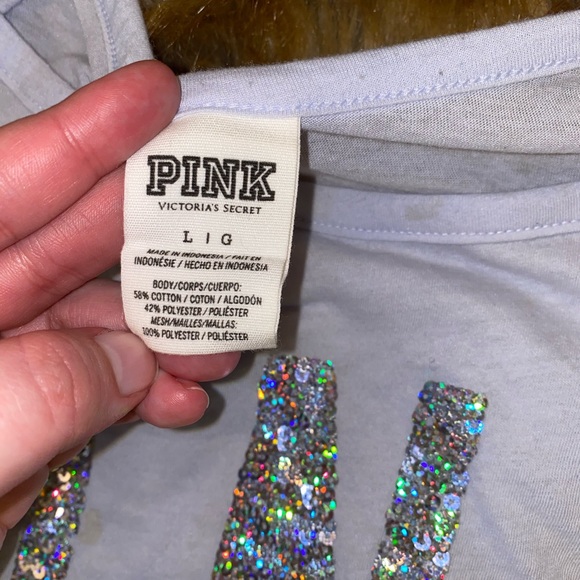 PINK
VICTORIA'S SECRET
L | G
MADE IN INDONESIA / FAIT EN
INDONÉSIE / HECHO EN INDONESIA
BODY/CORPS/CUERPO:
58% COTTON / COTON / ALGODÓN
42% POLYESTER / POLIÉSTER
MESH/MAILLES/MALLAS:
100% POLYESTER / POLIÉSTER